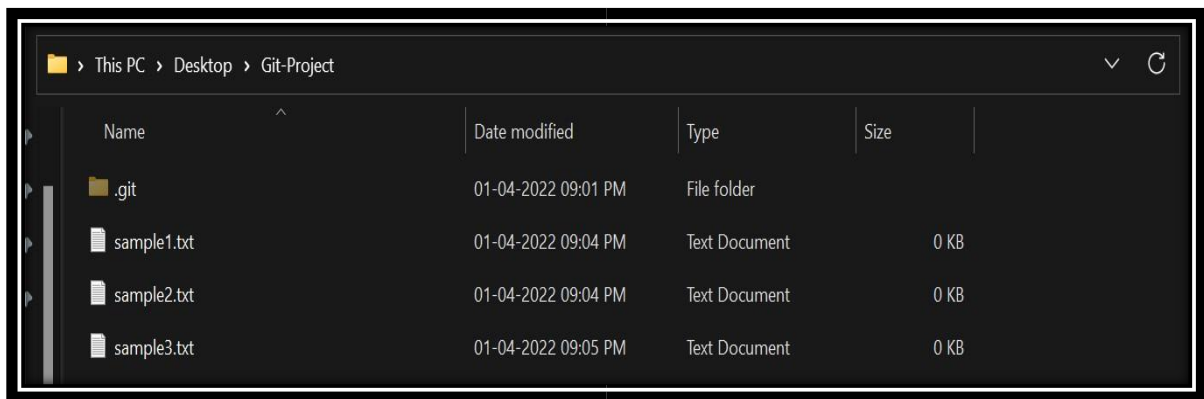 This PC > Desktop > Git-Project
Name Date modified Type Size
.git 01-04-2022 09:01 PM File folder
sample1.txt 01-04-2022 09:04 PM Text Document 0 KB
sample2.txt 01-04-2022 09:04 PM Text Document 0 KB
sample3.txt 01-04-2022 09:05 PM Text Document 0 KB